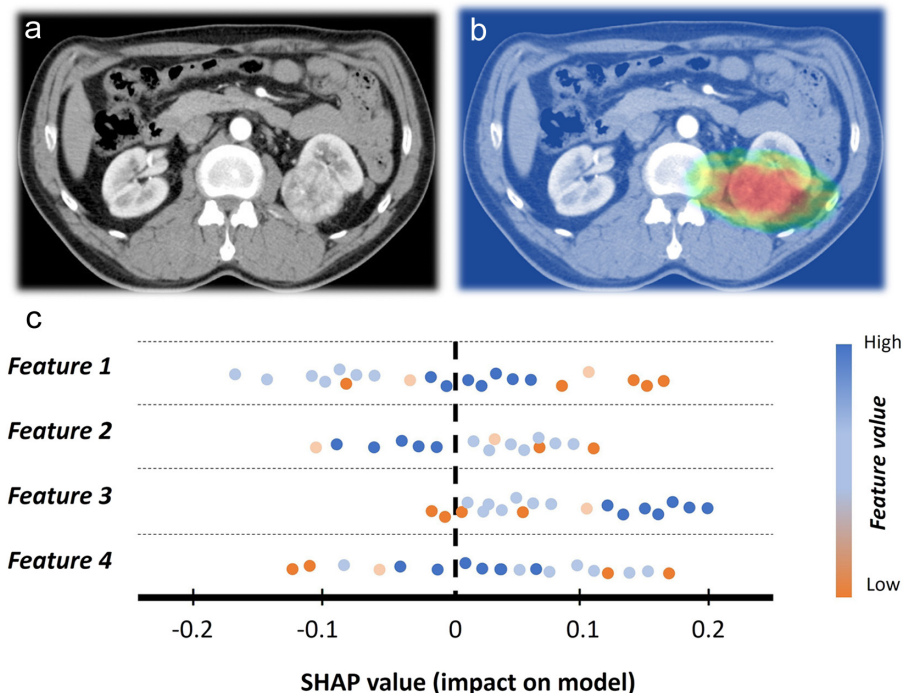 a
b
c
Feature 1
Feature 2
Feature 3
Feature 4
High
Feature value
Low
-0.2
-0.1
0
0.1
0.2
SHAP value (impact on model)